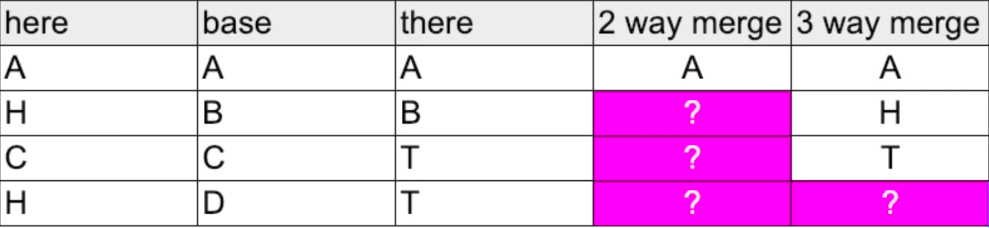 here base there 2 way merge 3 way merge
A A A A A
H B B ? H
C C T ? T
H D T ? ?